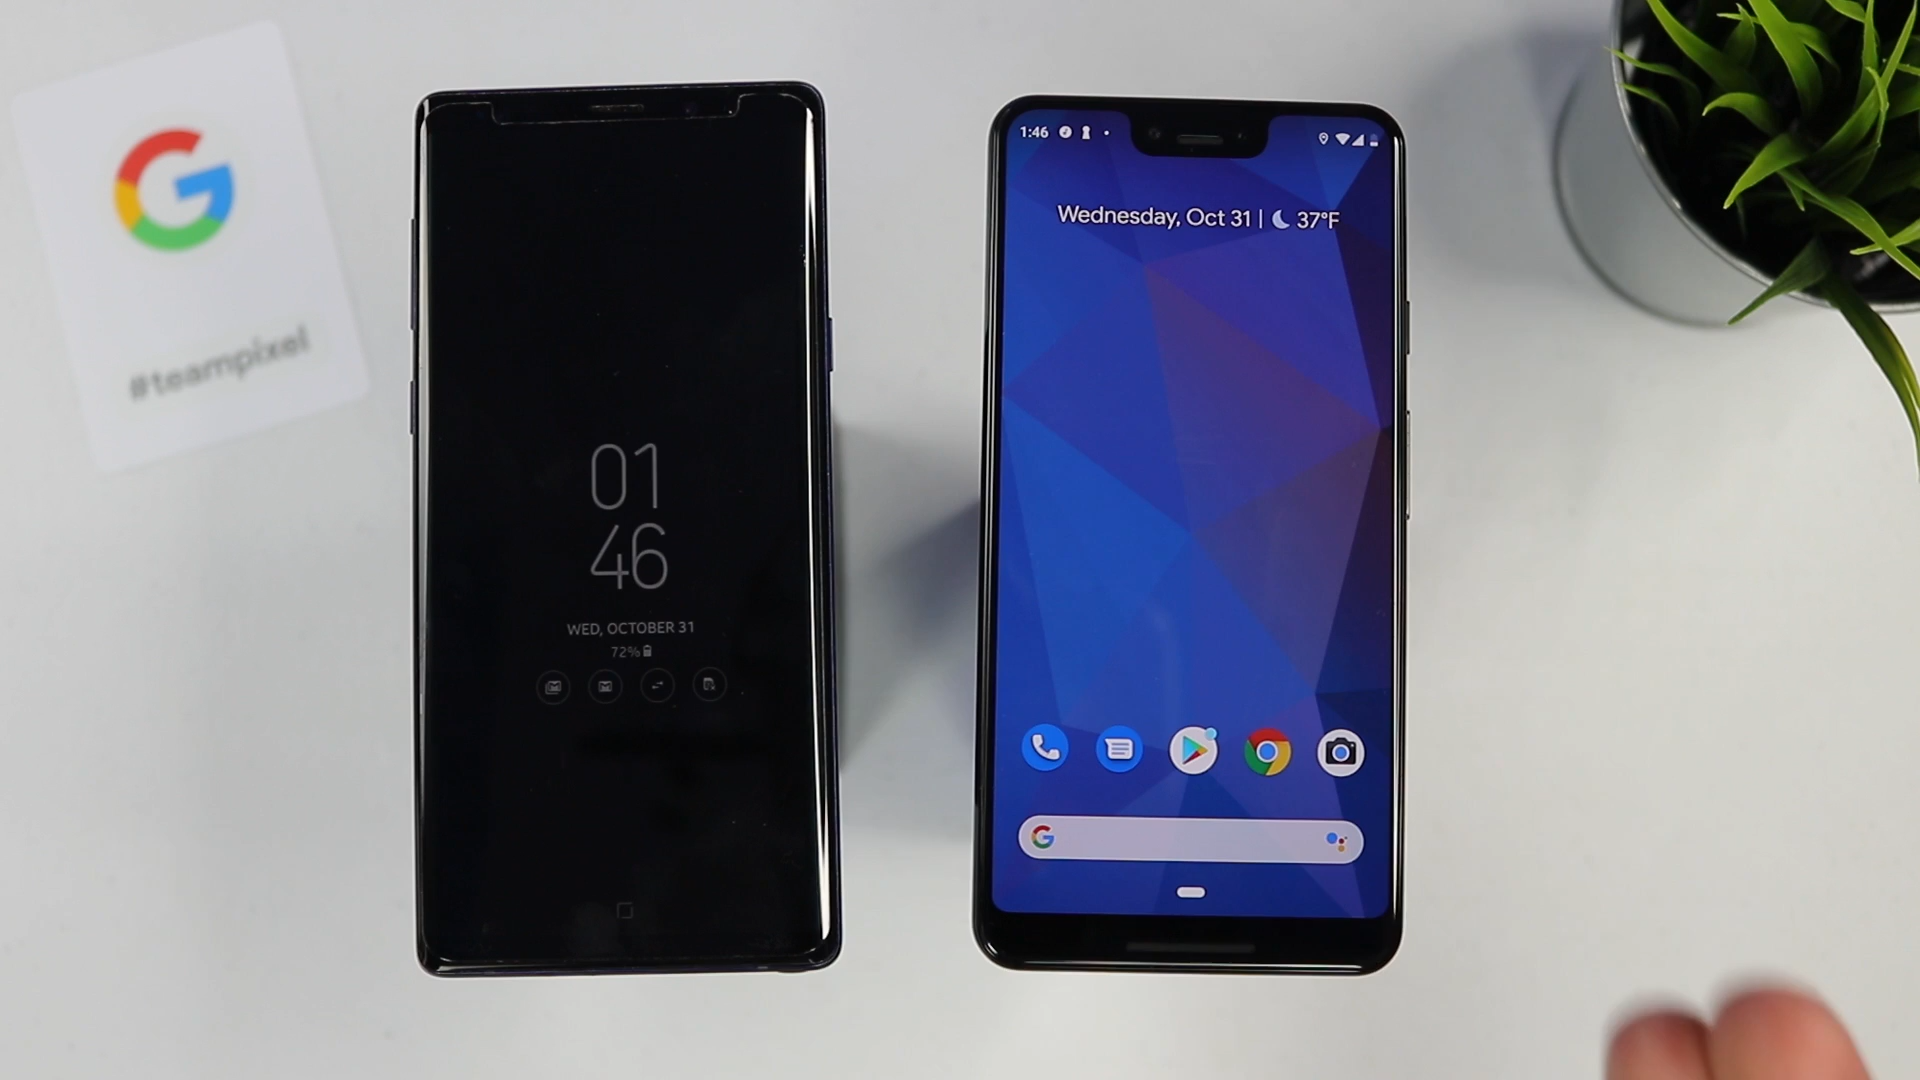 #teampixel
01
46
WED, OCTOBER 31
72%
1:46
Wednesday, Oct 31 | 37°F